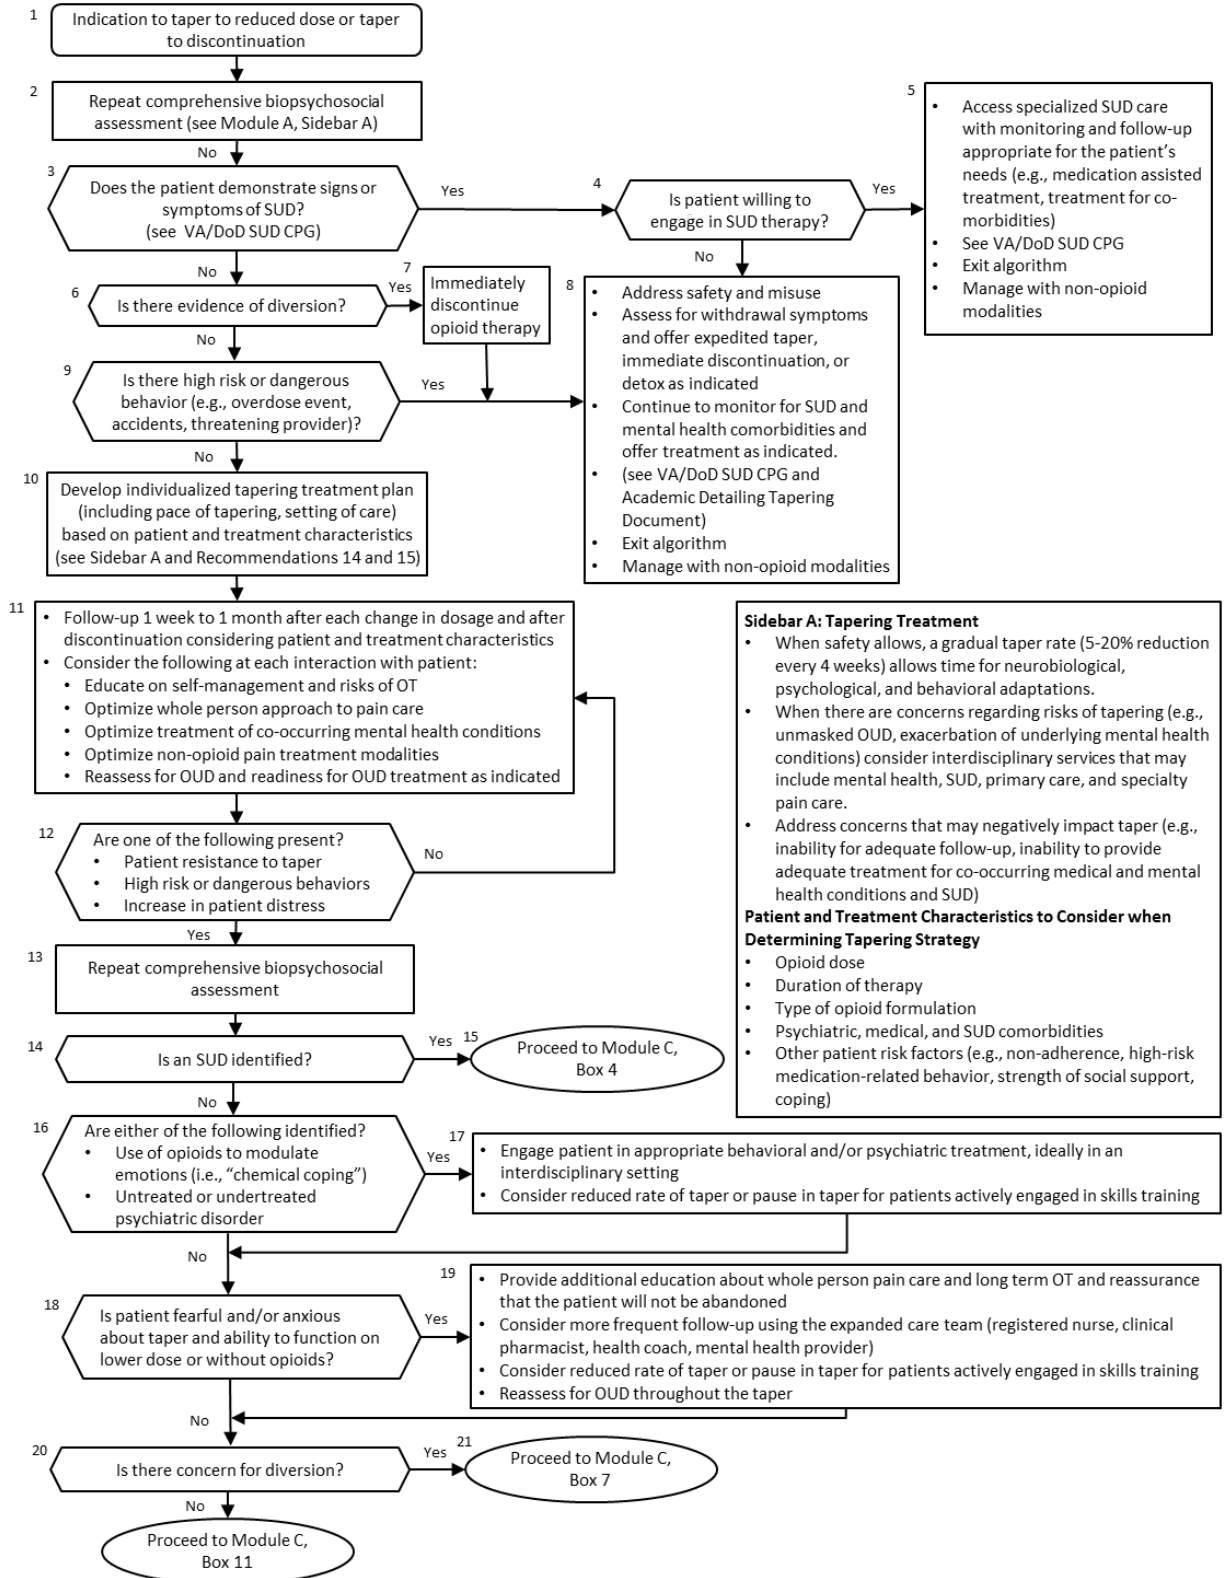 1
Indication to taper to reduced dose or taper
to discontinuation
2
Repeat comprehensive biopsychosocial
assessment (see Module A, Sidebar A)
No
3
Does the patient demonstrate signs or
symptoms of SUD?
(see VA/DoD SUD CPG)
Yes
4
Is patient willing to
engage in SUD therapy?
Yes
5
• Access specialized SUD care
with monitoring and follow-up
appropriate for the patient's
needs (e.g., medication assisted
treatment, treatment for co-
morbidities)
• See VA/DoD SUD CPG
• Exit algorithm
• Manage with non-opioid
modalities
No
No
6
Is there evidence of diversion?
Yes
7
Immediately
discontinue
opioid therapy
8
• Address safety and misuse
• Assess for withdrawal symptoms
and offer expedited taper,
immediate discontinuation, or
detox as indicated
• Continue to monitor for SUD and
mental health comorbidities and
offer treatment as indicated.
• (see VA/DoD SUD CPG and
Academic Detailing Tapering
Document)
• Exit algorithm
• Manage with non-opioid modalities
No
9
Is there high risk or dangerous
behavior (e.g., overdose event,
accidents, threatening provider)?
Yes
No
10
Develop individualized tapering treatment plan
(including pace of tapering, setting of care)
based on patient and treatment characteristics
(see Sidebar A and Recommendations 14 and 15)
11
• Follow-up 1 week to 1 month after each change in dosage and after
discontinuation considering patient and treatment characteristics
• Consider the following at each interaction with patient:
• Educate on self-management and risks of OT
• Optimize whole person approach to pain care
• Optimize treatment of co-occurring mental health conditions
• Optimize non-opioid pain treatment modalities
• Reassess for OUD and readiness for OUD treatment as indicated
Sidebar A: Tapering Treatment
• When safety allows, a gradual taper rate (5-20% reduction
every 4 weeks) allows time for neurobiological,
psychological, and behavioral adaptations.
• When there are concerns regarding risks of tapering (e.g.,
unmasked OUD, exacerbation of underlying mental health
conditions) consider interdisciplinary services that may
include mental health, SUD, primary care, and specialty
pain care.
• Address concerns that may negatively impact taper (e.g.,
inability for adequate follow-up, inability to provide
adequate treatment for co-occurring medical and mental
health conditions and SUD)
Patient and Treatment Characteristics to Consider when
Determining Tapering Strategy
• Opioid dose
• Duration of therapy
• Type of opioid formulation
• Psychiatric, medical, and SUD comorbidities
• Other patient risk factors (e.g., non-adherence, high-risk
medication-related behavior, strength of social support,
coping)
12
Are one of the following present?
• Patient resistance to taper
• High risk or dangerous behaviors
• Increase in patient distress
No
Yes
13
Repeat comprehensive biopsychosocial
assessment
14
Is an SUD identified?
Yes
15
Proceed to Module C,
Box 4
No
16
Are either of the following identified?
• Use of opioids to modulate
emotions (i.e., “chemical coping”)
• Untreated or undertreated
psychiatric disorder
Yes
17
• Engage patient in appropriate behavioral and/or psychiatric treatment, ideally in an
interdisciplinary setting
• Consider reduced rate of taper or pause in taper for patients actively engaged in skills training
No
18
Is patient fearful and/or anxious
about taper and ability to function on
lower dose or without opioids?
Yes
19
• Provide additional education about whole person pain care and long term OT and reassurance
that the patient will not be abandoned
• Consider more frequent follow-up using the expanded care team (registered nurse, clinical
pharmacist, health coach, mental health provider)
• Consider reduced rate of taper or pause in taper for patients actively engaged in skills training
• Reassess for OUD throughout the taper
No
20
Is there concern for diversion?
Yes
21
Proceed to Module C,
Box 7
No
Proceed to Module C,
Box 11